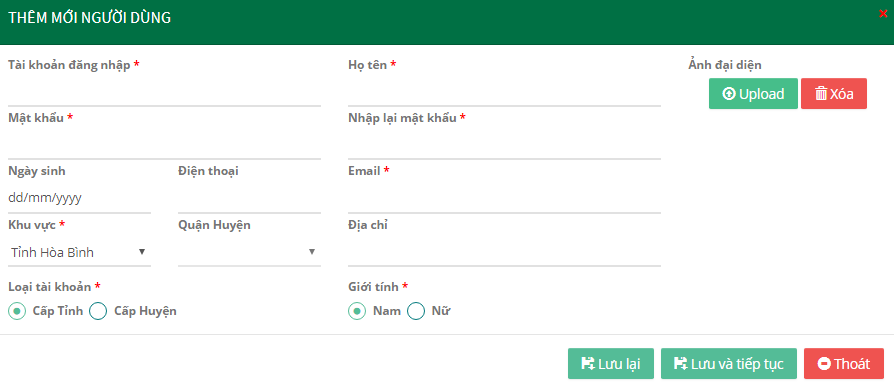 THÊM MỚI NGƯỜI DÙNG ×
Tài khoản đăng nhập * Họ tên * Ảnh đại diện
Upload Xóa
Mật khẩu * Nhập lại mật khẩu *
Ngày sinh Điện thoại Email *
dd/mm/yyyy
Khu vực * Quận Huyện Địa chỉ
Tỉnh Hòa Bình
Loại tài khoản * Giới tính *
Cấp Tỉnh Cấp Huyện Nam Nữ
Lưu lại Lưu và tiếp tục Thoát